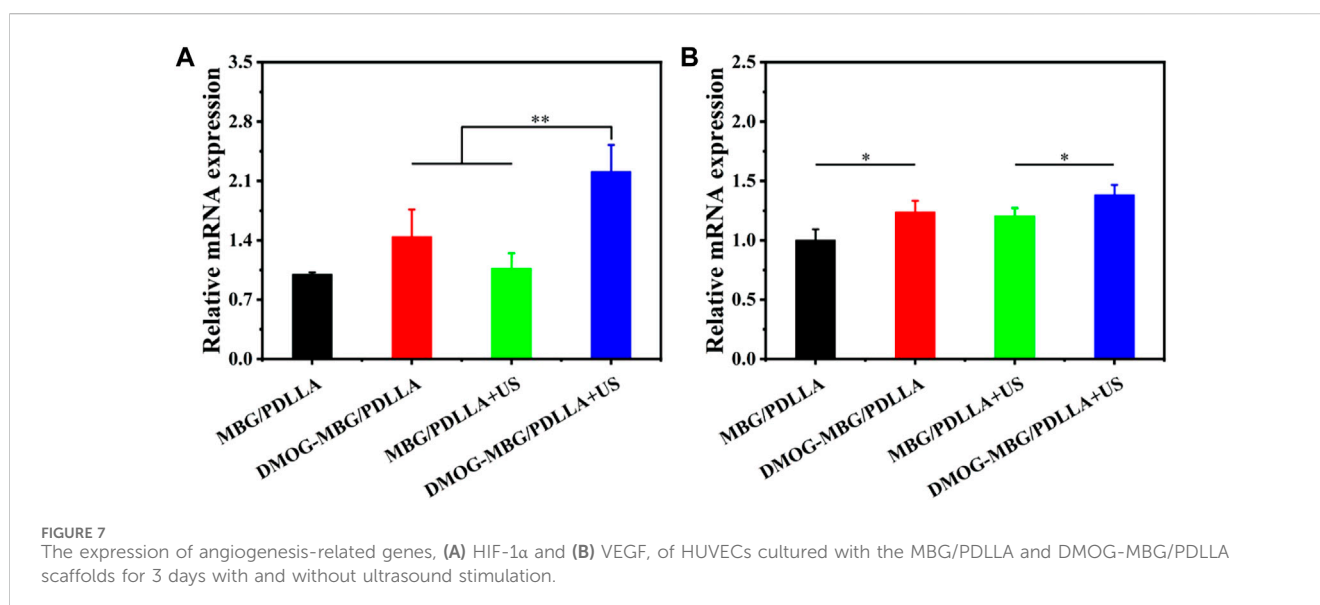 A
3.5
2.8
2.1
1.4
0.7
0.0
Relative mRNA expression
**
MBG/PDLLA
DMOG-MBG/PDLLA
MBG/PDLLA+US
DMOG-MBG/PDLLA+US
B
2.5
2.0
1.5
1.0
0.5
0.0
Relative mRNA expression
*
*
MBG/PDLLA
DMOG-MBG/PDLLA
MBG/PDLLA+US
DMOG-MBG/PDLLA+US
FIGURE 7
The expression of angiogenesis-related genes, (A) HIF-1α and (B) VEGF, of HUVECs cultured with the MBG/PDLLA and DMOG-MBG/PDLLA
scaffolds for 3 days with and without ultrasound stimulation.